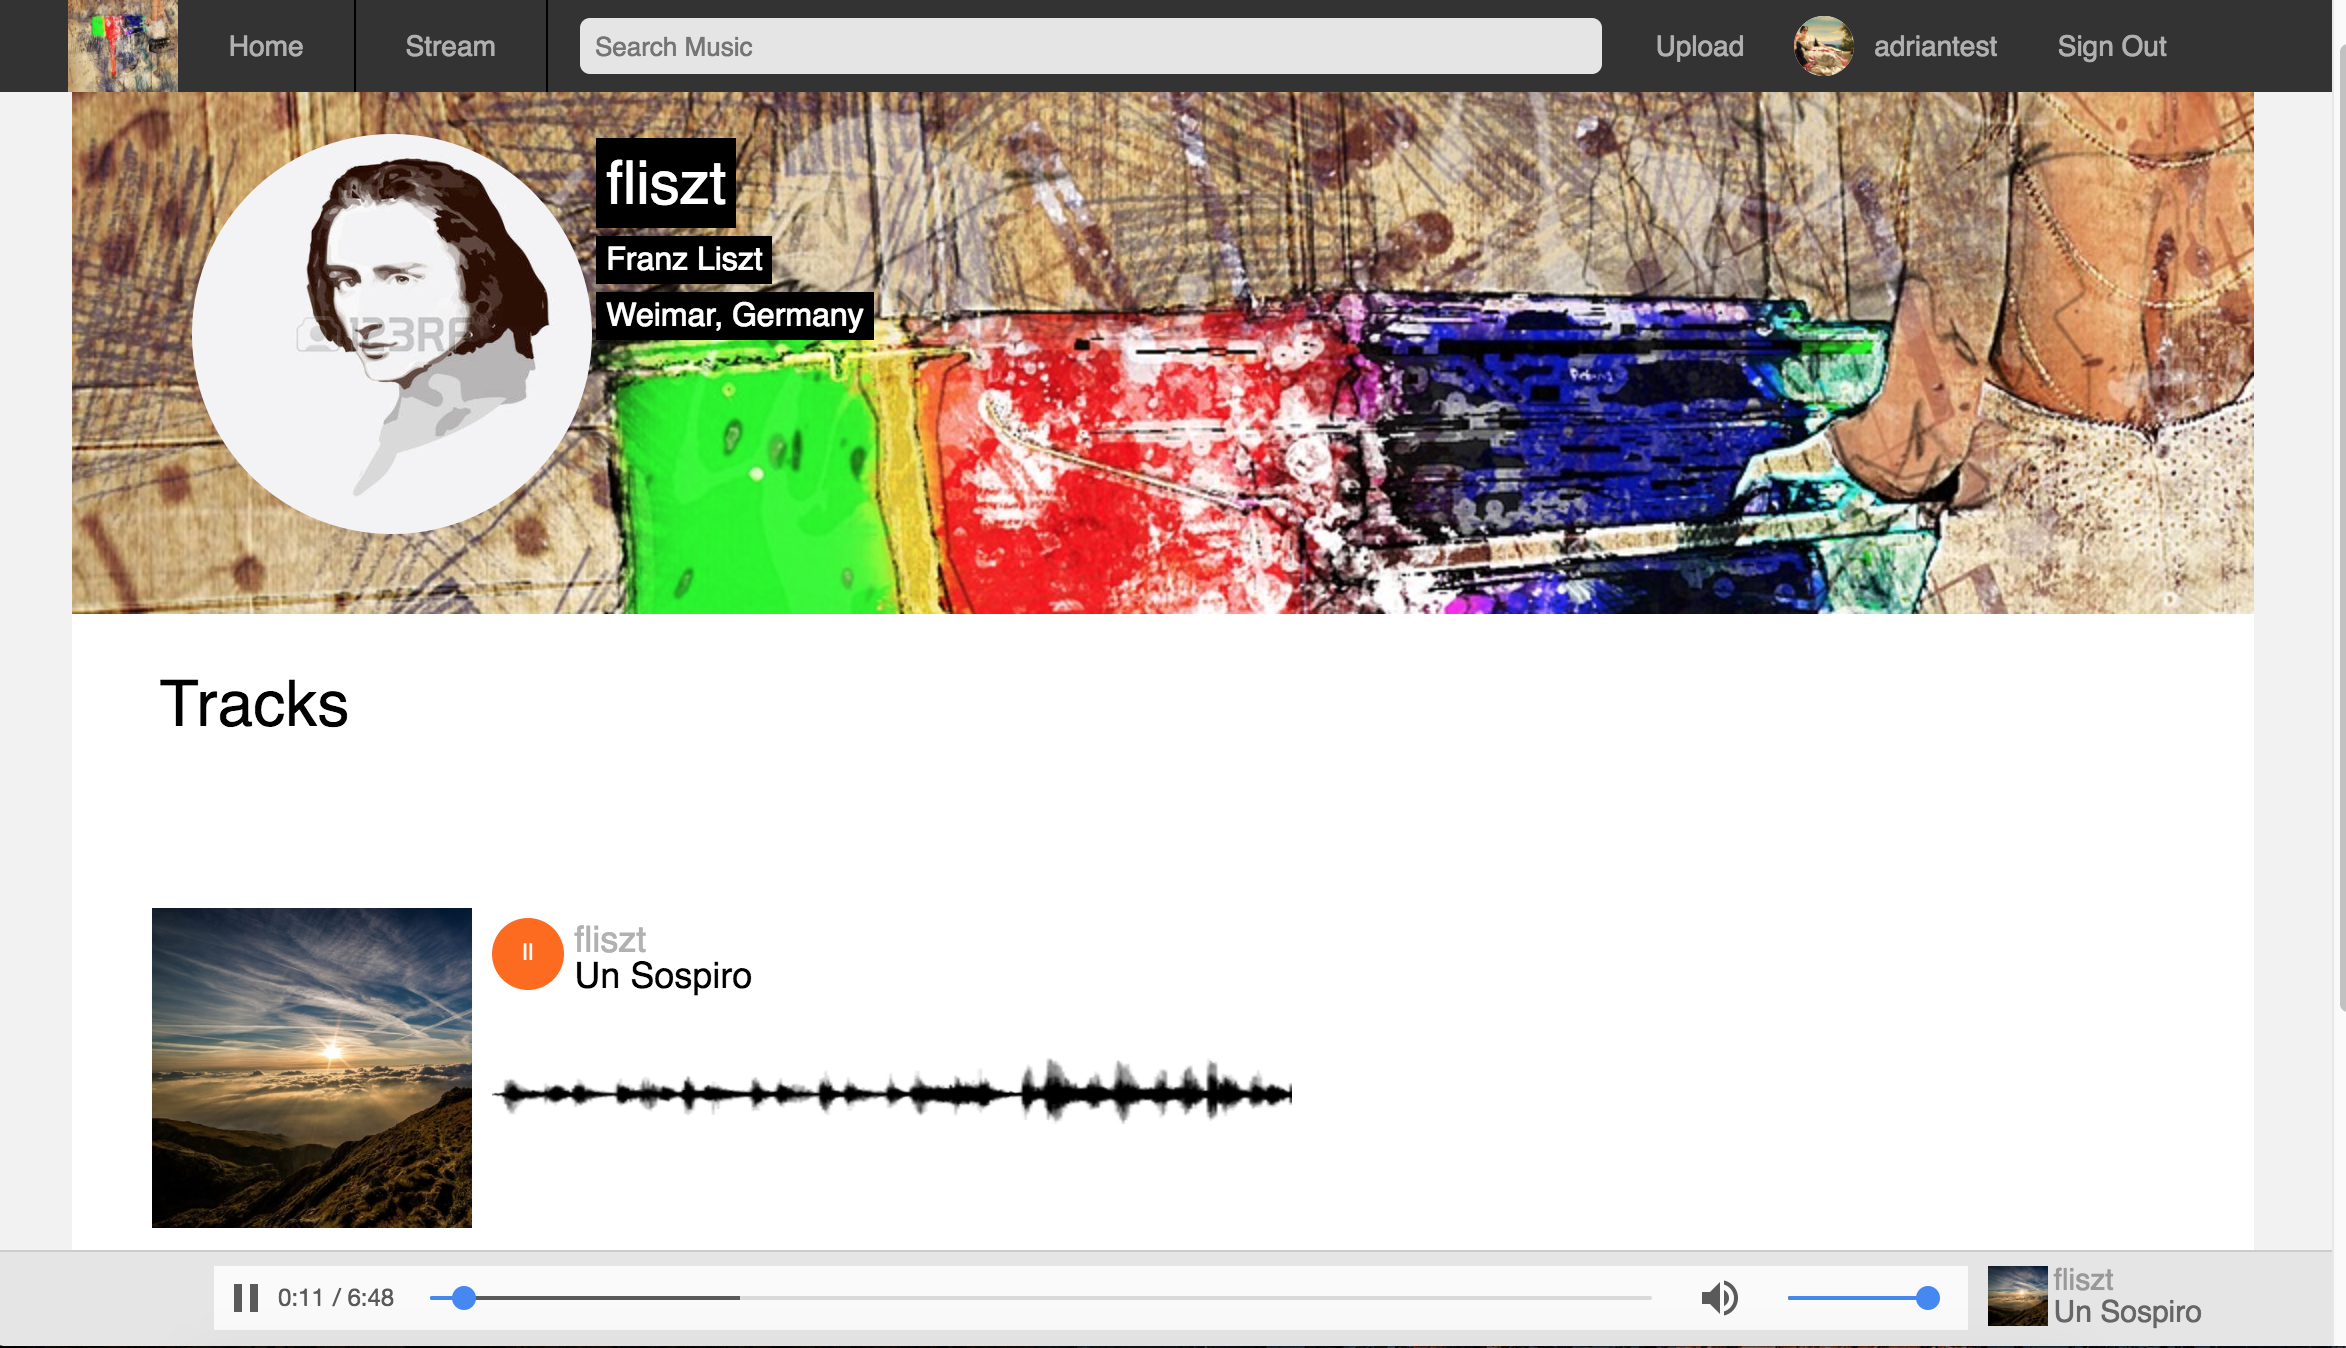 Home
Stream
Search Music
Upload
adriantest
Sign Out
fliszt
Franz Liszt
Weimar, Germany
Tracks
fliszt
Un Sospiro
0:11 / 6:48
fliszt
Un Sospiro